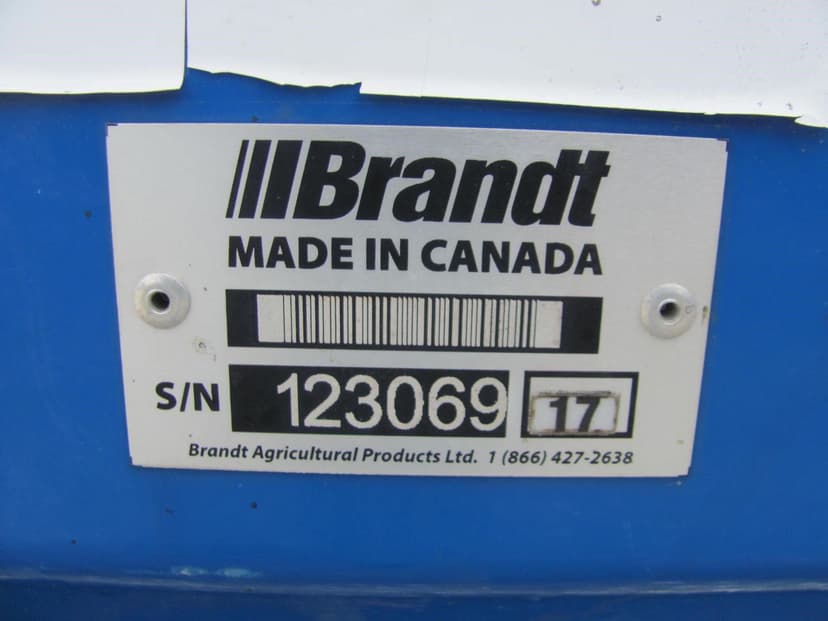 Brandt
MADE IN CANADA
S/N 123069 17
Brandt Agricultural Products Ltd. 1 (866) 427-2638